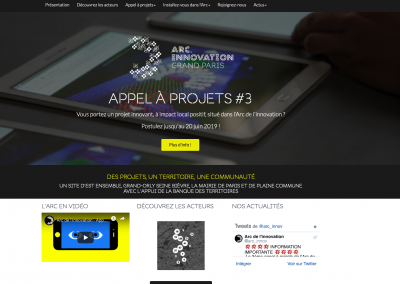 Présentation Découvrez les acteurs Appel à projets Installez-vous dans l'Arc Rejoignez-nous Actus
ARC
INNOVATION
GRAND PARIS
APPEL À PROJETS #3
Vous portez un projet innovant, à impact local positif, situé dans l'Arc de l'innovation ?
Postulez jusqu'au 20 juin 2019 !
Plus d'info !
DES PROJETS, UN TERRITOIRE, UNE COMMUNAUTÉ
UN SITE D'EST ENSEMBLE, GRAND-ORLY SEINE BIÈVRE, LA MAIRIE DE PARIS ET DE PLAINE COMMUNE
AVEC L'APPUI DE LA BANQUE DES TERRITOIRES
L'ARC EN VIDÉO DÉCOUVREZ LES ACTEURS NOS ACTUALITÉS
Tweets de @larc_innov
Arc de l'Innovation
INFORMATION
IMPORTANTE
Intégrer Voir sur Twitter